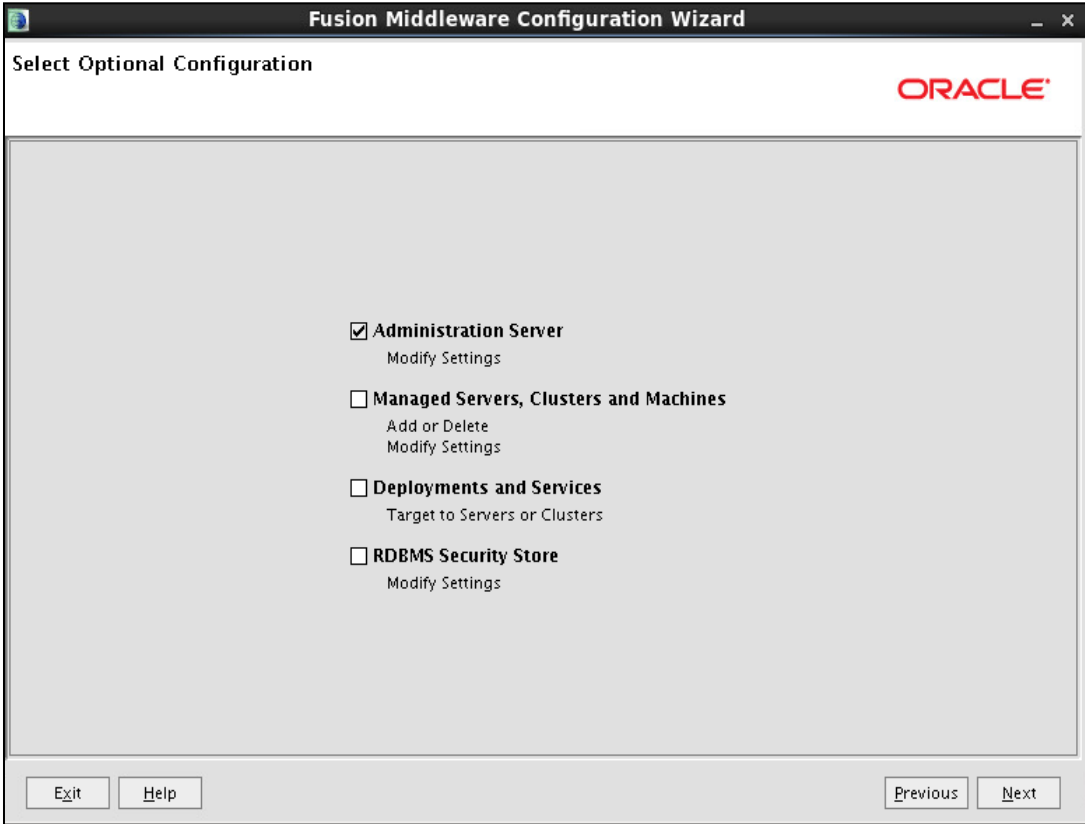 Fusion Middleware Configuration Wizard
Select Optional Configuration
ORACLE
Administration Server
Modify Settings
Managed Servers, Clusters and Machines
Add or Delete
Modify Settings
Deployments and Services
Target to Servers or Clusters
RDBMS Security Store
Modify Settings
Exit Help Previous Next